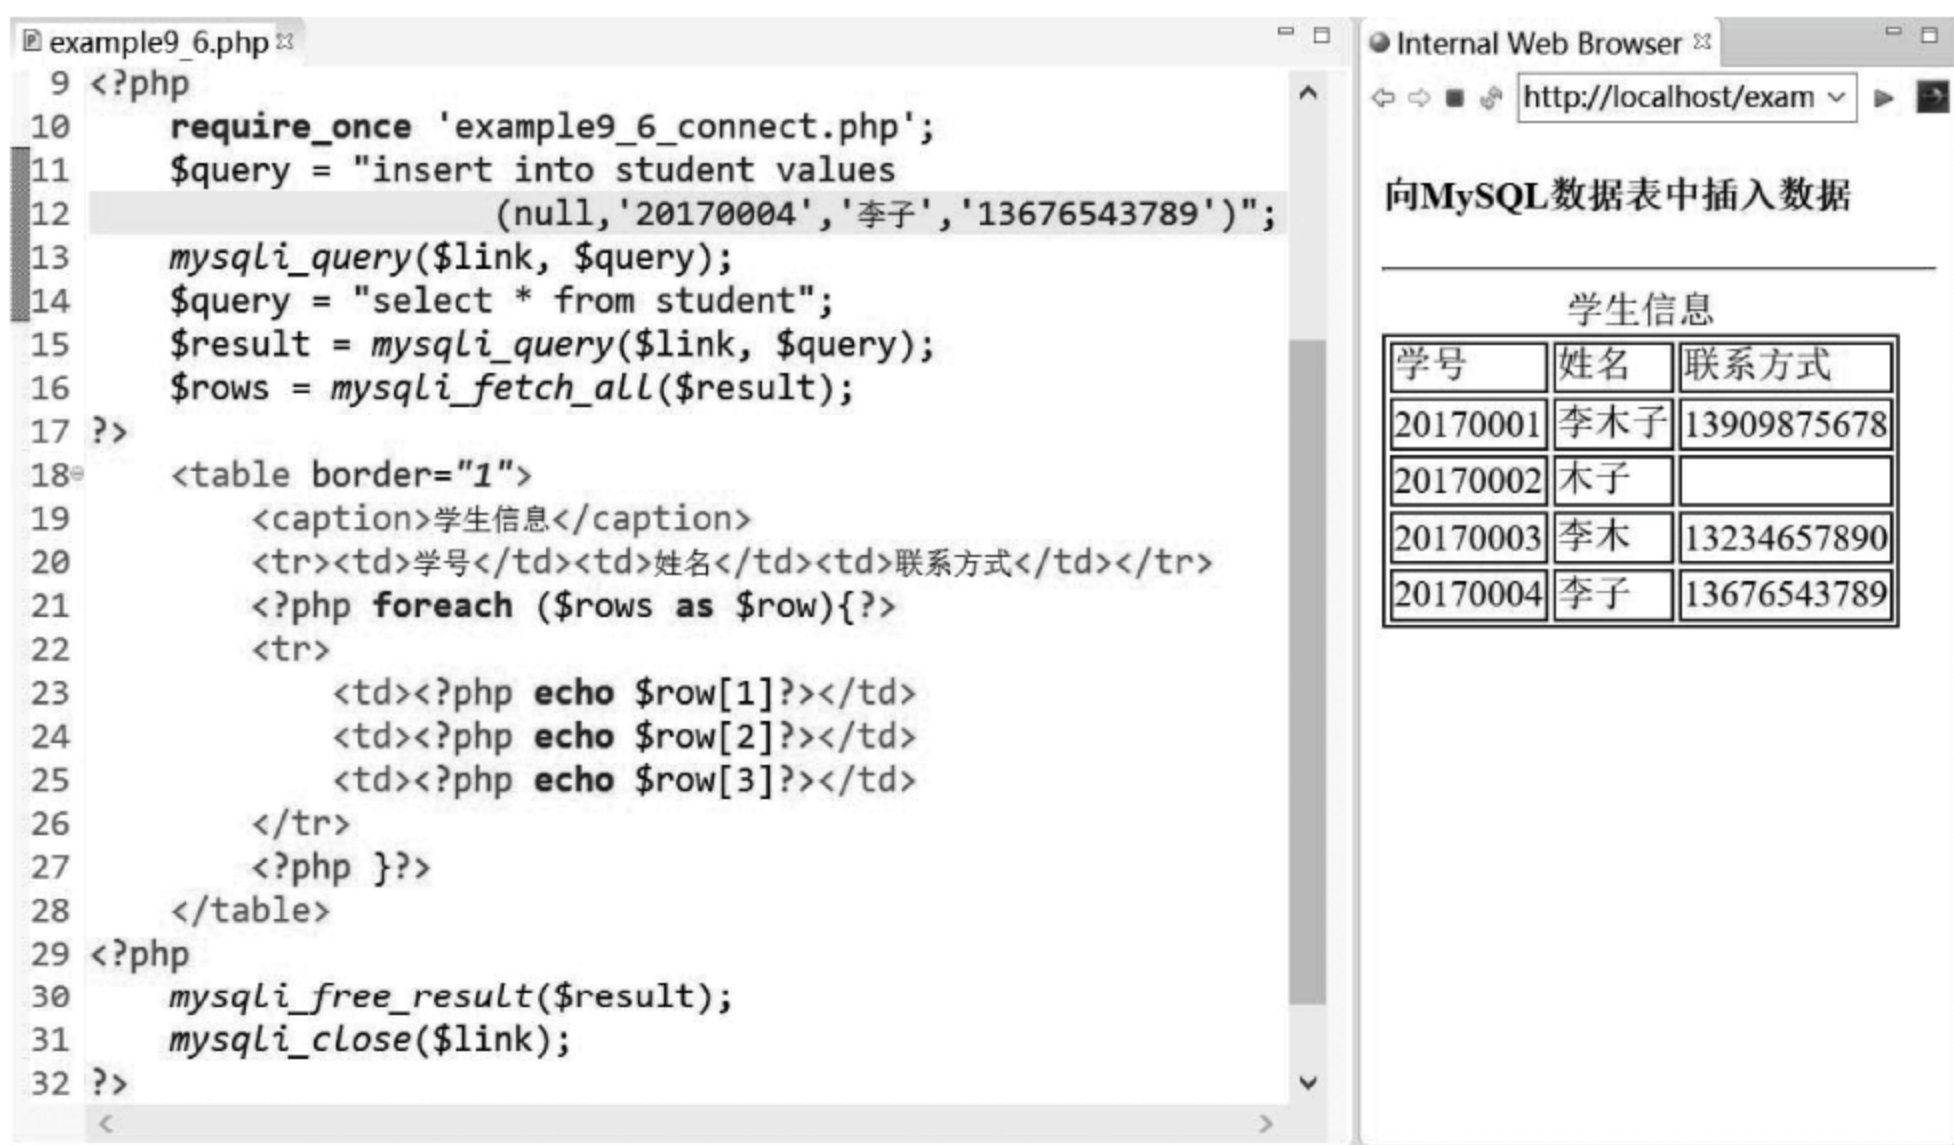 example9_6.php
9 <?php
10 require_once 'example9_6_connect.php';
11 $query = "insert into student values
12 (null,'20170004','李子','13676543789')";
13 mysqli_query($link, $query);
14 $query = "select * from student";
15 $result = mysqli_query($link, $query);
16 $rows = mysqli_fetch_all($result);
17 ?>
18 <table border="1">
19 <caption>学生信息</caption>
20 <tr><td>学号</td><td>姓名</td><td>联系方式</td></tr>
21 <?php foreach ($rows as $row){?>
22 <tr>
23 <td><?php echo $row[1]?></td>
24 <td><?php echo $row[2]?></td>
25 <td><?php echo $row[3]?></td>
26 </tr>
27 <?php }?>
28 </table>
29 <?php
30 mysqli_free_result($result);
31 mysqli_close($link);
32 ?>
Internal Web Browser
http://localhost/exam
向MySQL数据表中插入数据
学生信息
学号 姓名 联系方式
20170001 李木子 13909875678
20170002 木子
20170003 李木 13234657890
20170004 李子 13676543789